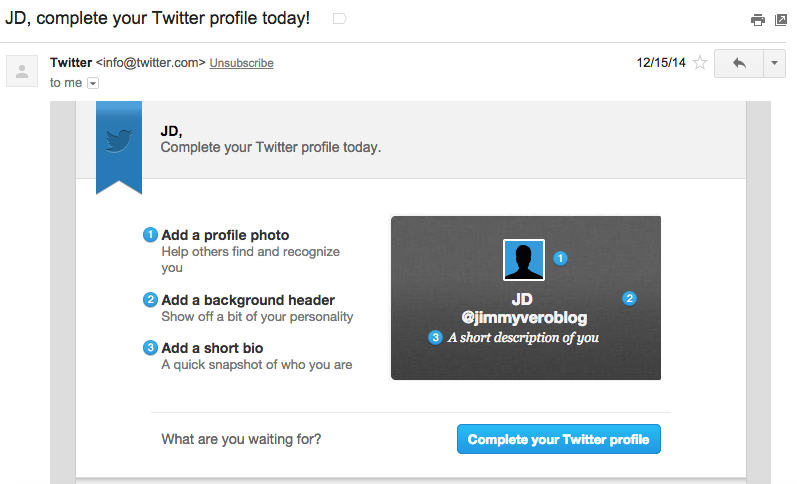 JD, complete your Twitter profile today!
Twitter <info@twitter.com> Unsubscribe
12/15/14
to me
JD,
Complete your Twitter profile today.
1 Add a profile photo
Help others find and recognize
you
2 Add a background header
Show off a bit of your personality
3 Add a short bio
A quick snapshot of who you are
1
2
JD
@jimmyveroblog
3 A short description of you
What are you waiting for?
Complete your Twitter profile